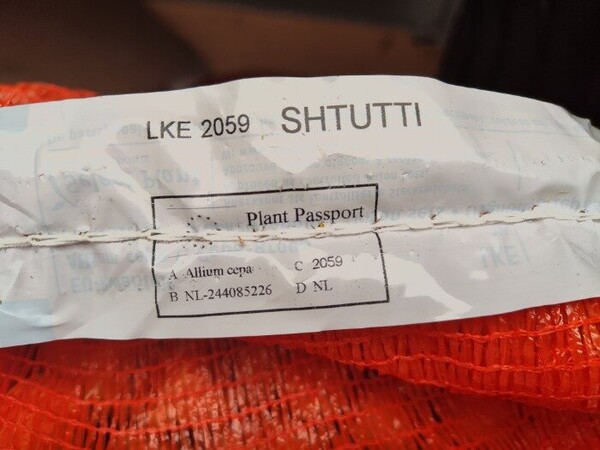 LKE 2059 SHTUTTI
Plant Passport
A Allium cepa C 2059
B NL-244085226 D NL